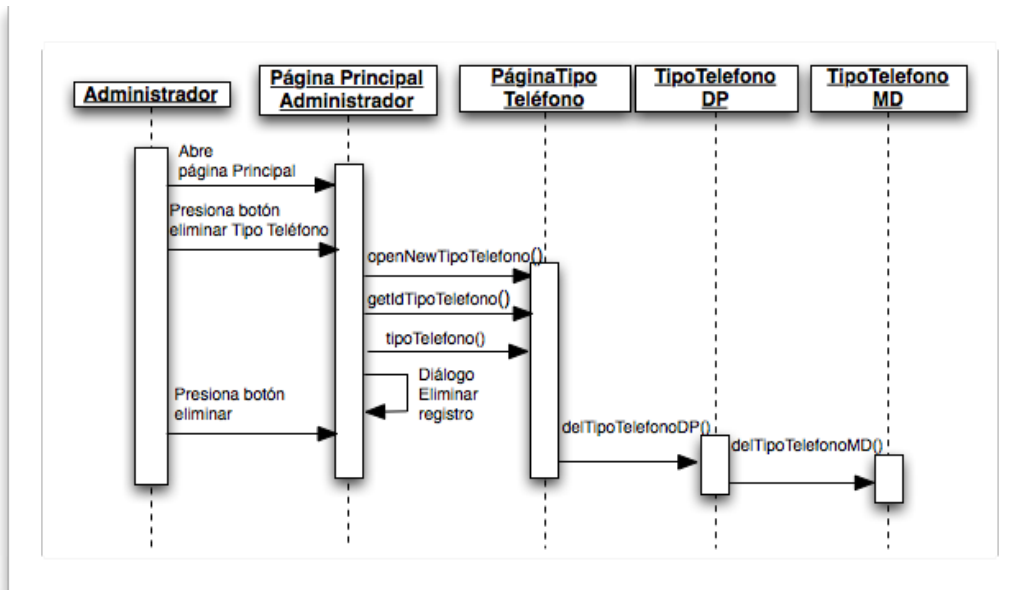 Administrador
Página Principal
Administrador
PáginaTipo
Teléfono
TipoTelefono
DP
TipoTelefono
MD
Abre
página Principal
Presiona botón
eliminar Tipo Teléfono
openNewTipoTelefono()
getIdTipoTelefono()
tipoTelefono()
Diálogo
Eliminar
registro
Presiona botón
eliminar
delTipoTelefonoDP()
delTipoTelefonoMD()